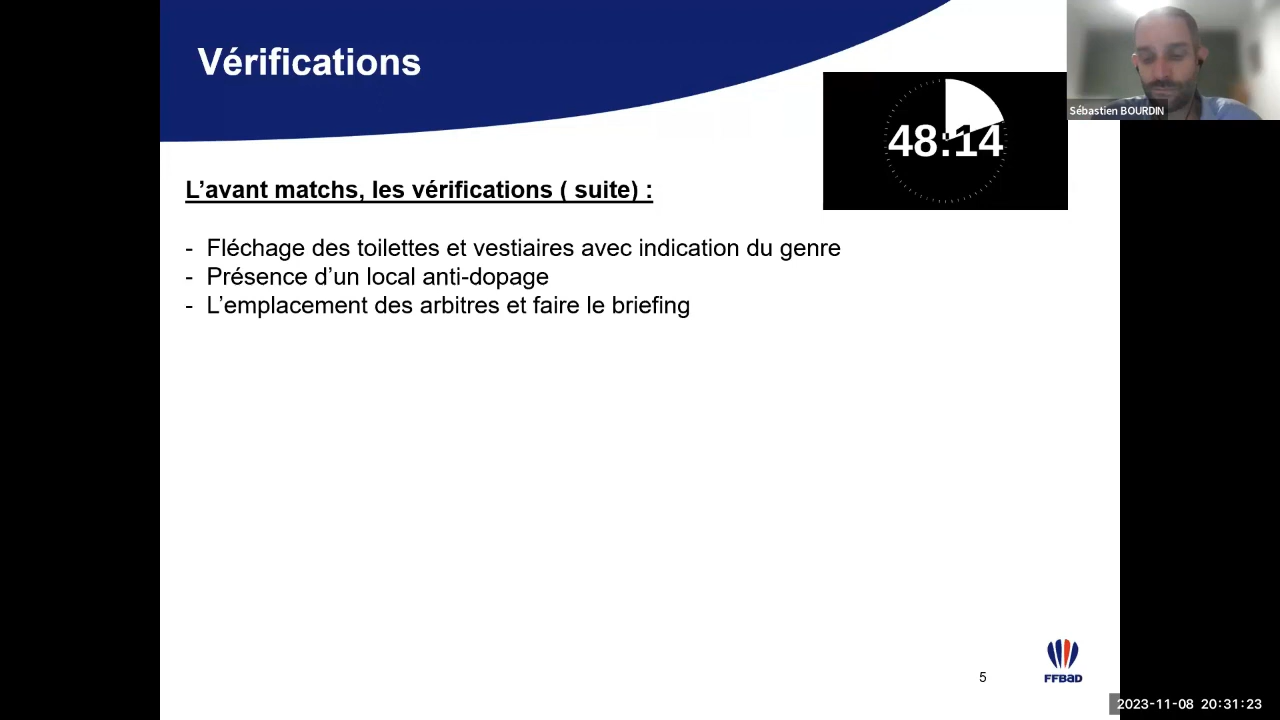 Vérifications
48:14
Sébastien BOURDIN
L’avant matchs, les vérifications ( suite) :
- Fléchage des toilettes et vestiaires avec indication du genre
- Présence d’un local anti-dopage
- L’emplacement des arbitres et faire le briefing
5
FFBaD
2023-11-08 20:31:23